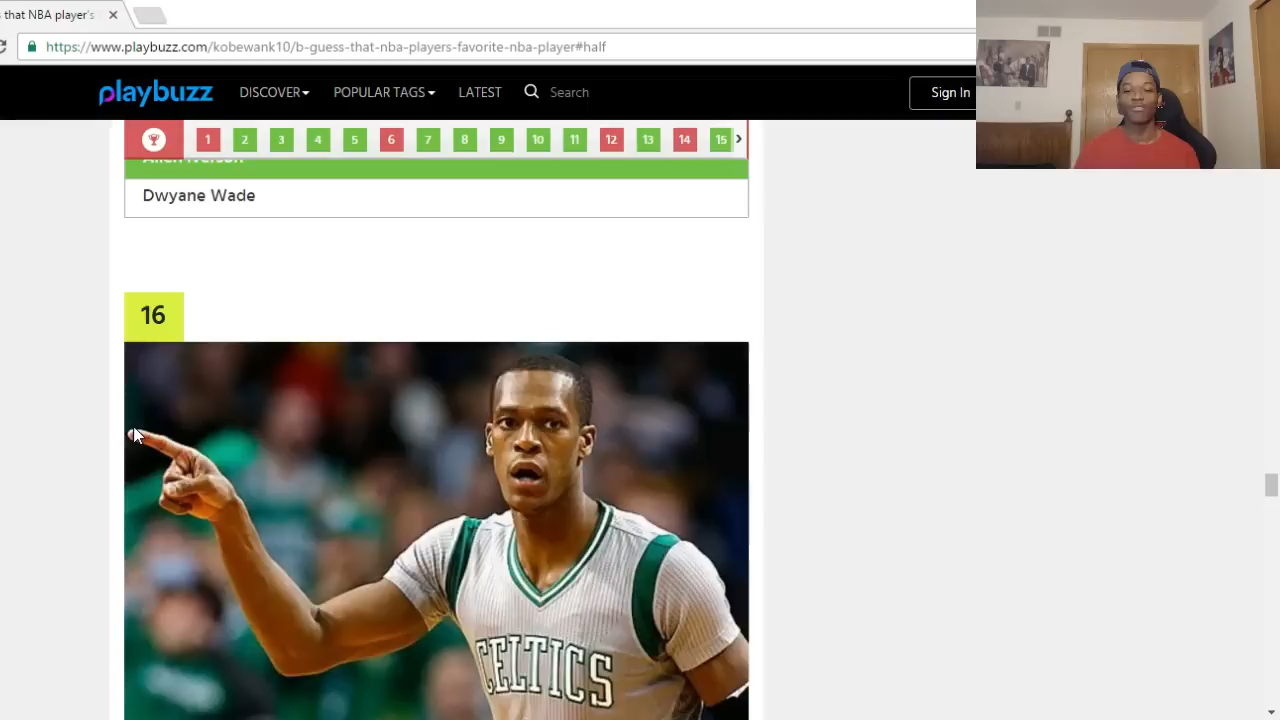 s that NBA player's
https://www.playbuzz.com/kobewank10/b-guess-that-nba-players-favorite-nba-player#half
playbuzz DISCOVER POPULAR TAGS LATEST Search Sign In
1 2 3 4 5 6 7 8 9 10 11 12 13 14 15
Allen Iverson
Dwyane Wade
16
CELTICS